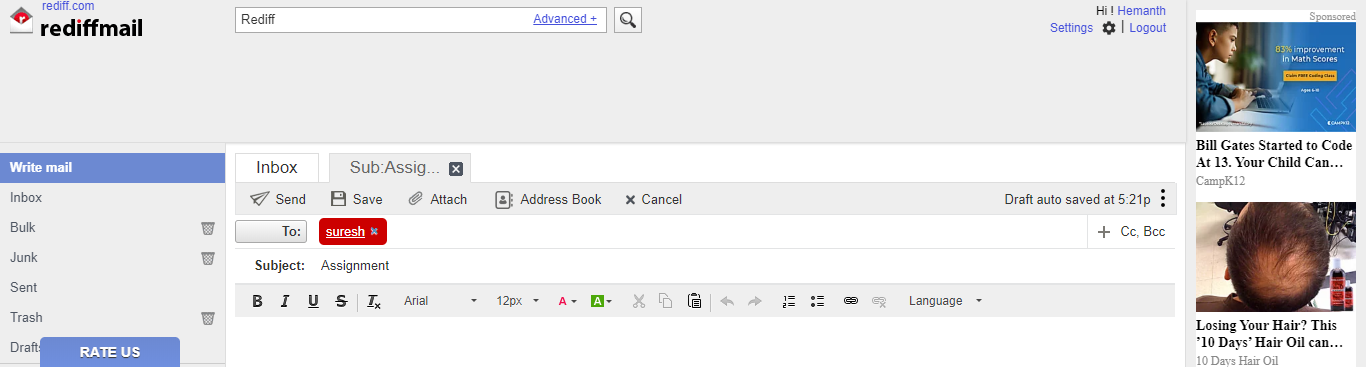 rediff.com
rediffmail
Rediff
Advanced +
Hi ! Hemanth
Settings | Logout
Write mail
Inbox
Bulk
Junk
Sent
Trash
Drafts
RATE US
Inbox
Sub:Assig...
Send
Save
Attach
Address Book
Cancel
Draft auto saved at 5:21p
To:
suresh
Cc, Bcc
Subject: Assignment
B I U S Tx Arial 12px A A Language
Sponsored
83% improvement
in Math Scores
Claim FREE Coding Class
Ages 6-18
CAMPK12
Bill Gates Started to Code
At 13. Your Child Can…
CampK12
Losing Your Hair? This
’10 Days’ Hair Oil can…
10 Days Hair Oil